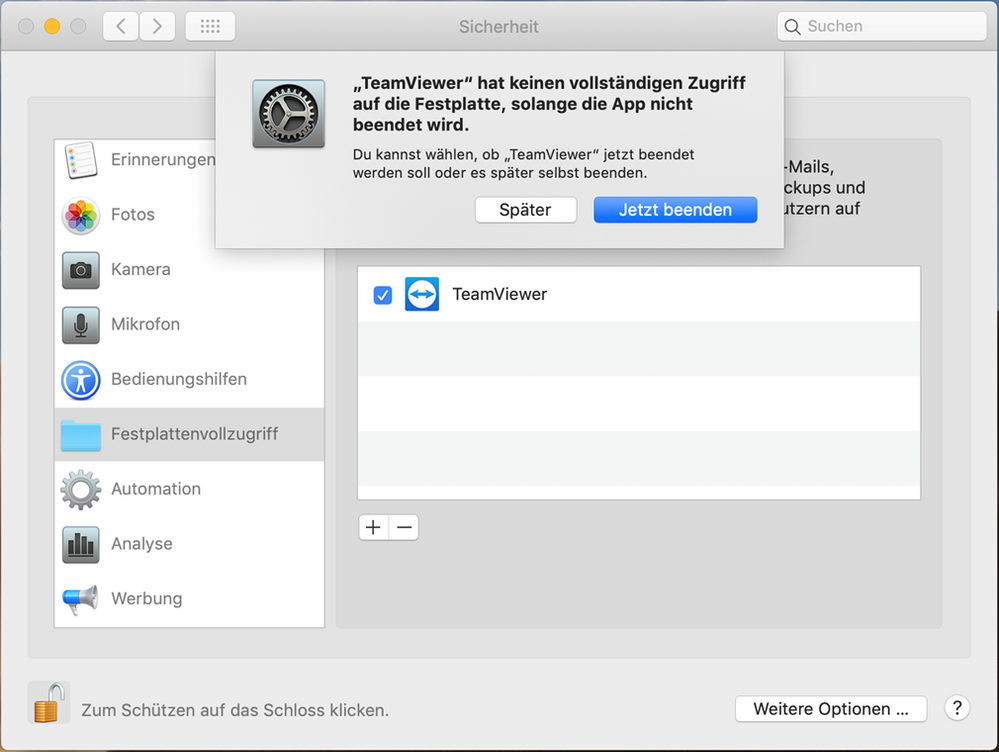 Sicherheit
Suchen
„TeamViewer“ hat keinen vollständigen Zugriff
auf die Festplatte, solange die App nicht
beendet wird.
Du kannst wählen, ob „TeamViewer“ jetzt beendet
werden soll oder es später selbst beenden.
Später
Jetzt beenden
Erinnerungen
Fotos
Kamera
Mikrofon
Bedienungshilfen
Festplattenvollzugriff
Automation
Analyse
Werbung
-Mails,
ckups und
utzern auf
TeamViewer
+ −
Zum Schützen auf das Schloss klicken.
Weitere Optionen ...
?